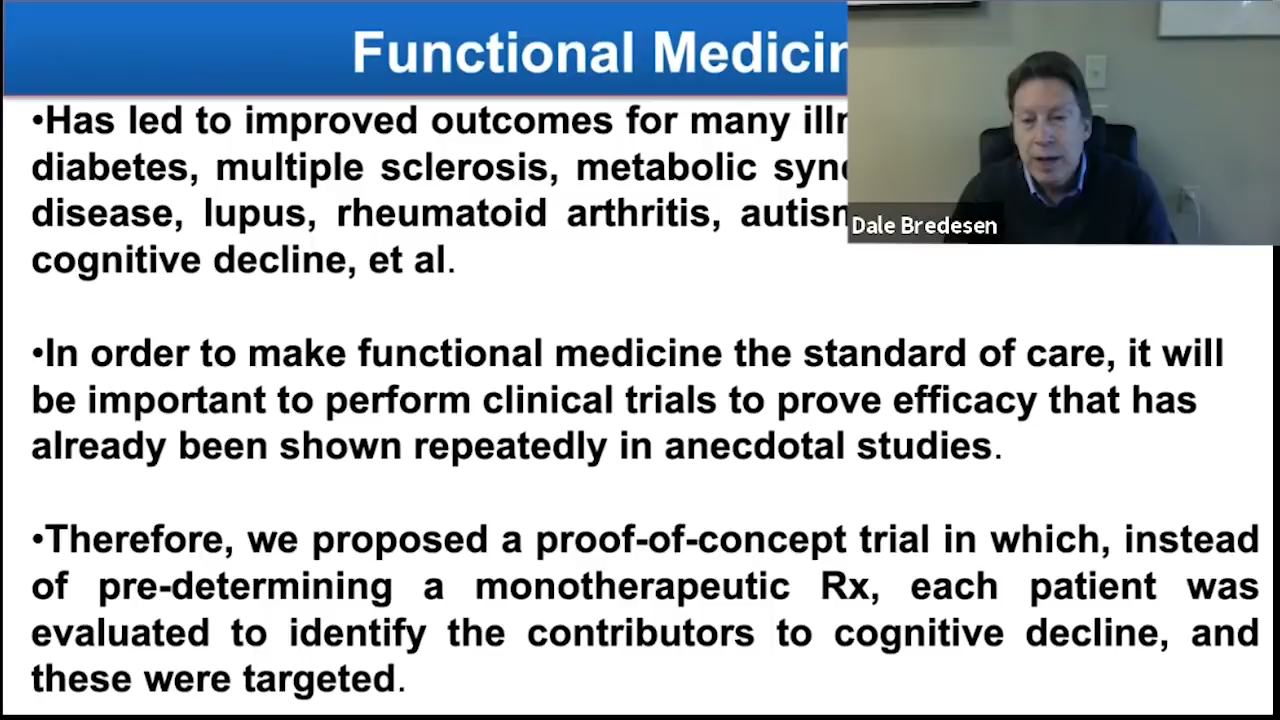 Functional Medicin
•Has led to improved outcomes for many
diabetes, multiple sclerosis, metabolic
disease, lupus, rheumatoid arthritis,
cognitive decline, et al.
Dale Bredesen
•In order to make functional medicine the standard of care, it will
be important to perform clinical trials to prove efficacy that has
already been shown repeatedly in anecdotal studies.
•Therefore, we proposed a proof-of-concept trial in which, instead
of pre-determining a monotherapeutic Rx, each patient was
evaluated to identify the contributors to cognitive decline, and
these were targeted.